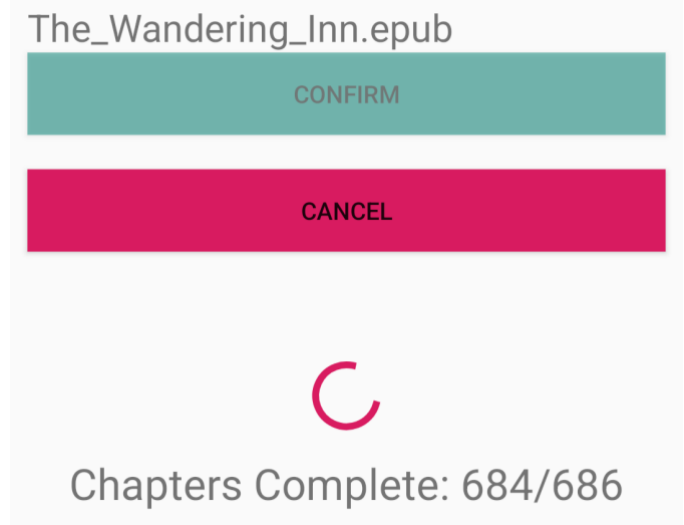 The_Wandering_Inn.epub
CONFIRM
CANCEL
Chapters Complete: 684/686